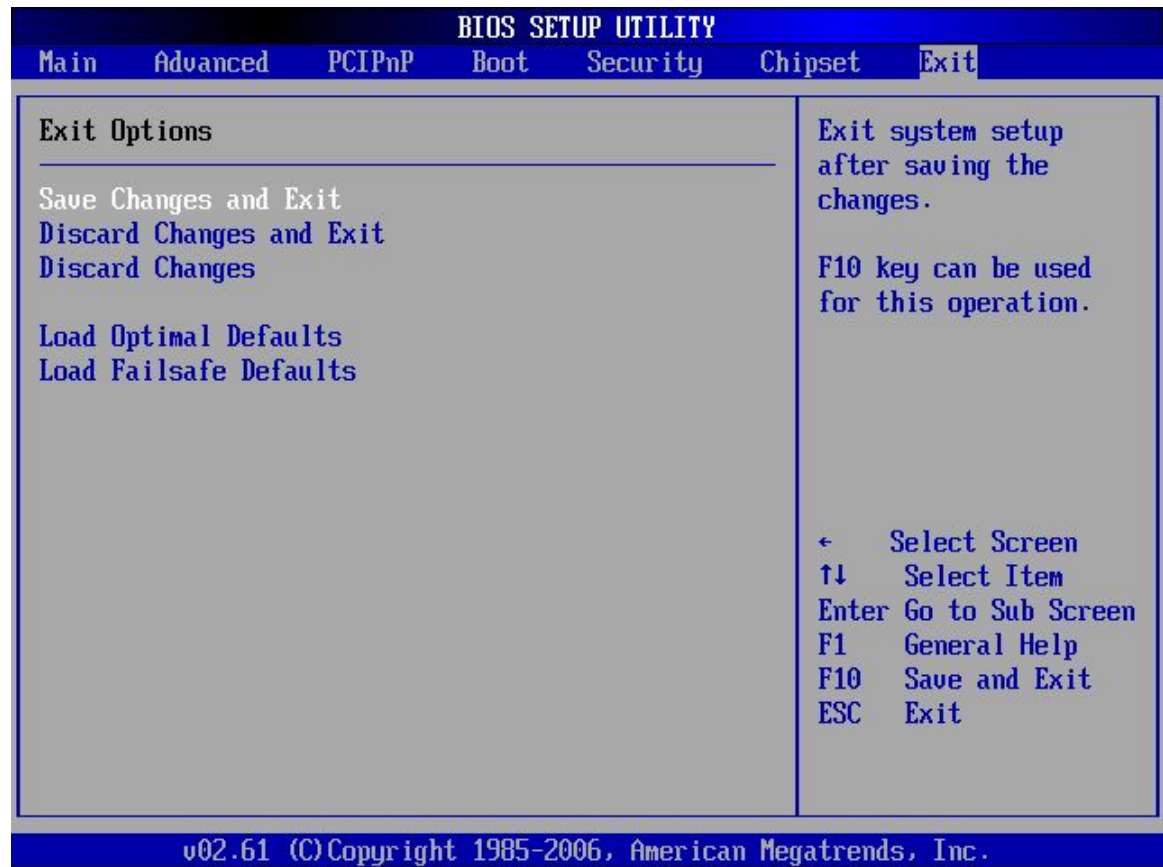 BIOS SETUP UTILITY
Main Advanced PCIPnP Boot Security Chipset Exit
Exit Options
Save Changes and Exit
Discard Changes and Exit
Discard Changes
Load Optimal Defaults
Load Failsafe Defaults
Exit system setup
after saving the
changes.
F10 key can be used
for this operation.
← Select Screen
↑↓ Select Item
Enter Go to Sub Screen
F1 General Help
F10 Save and Exit
ESC Exit
v02.61 (C)Copyright 1985-2006, American Megatrends, Inc.